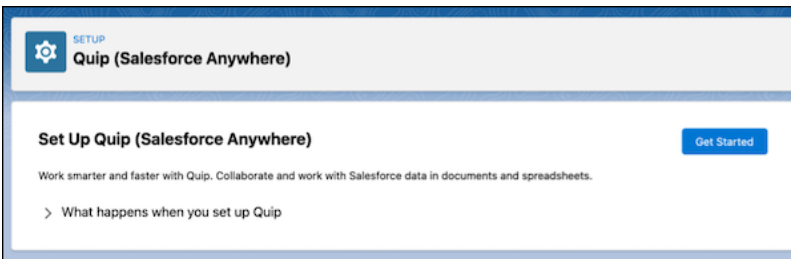 SETUP
Quip (Salesforce Anywhere)
Set Up Quip (Salesforce Anywhere)
Get Started
Work smarter and faster with Quip. Collaborate and work with Salesforce data in documents and spreadsheets.
What happens when you set up Quip